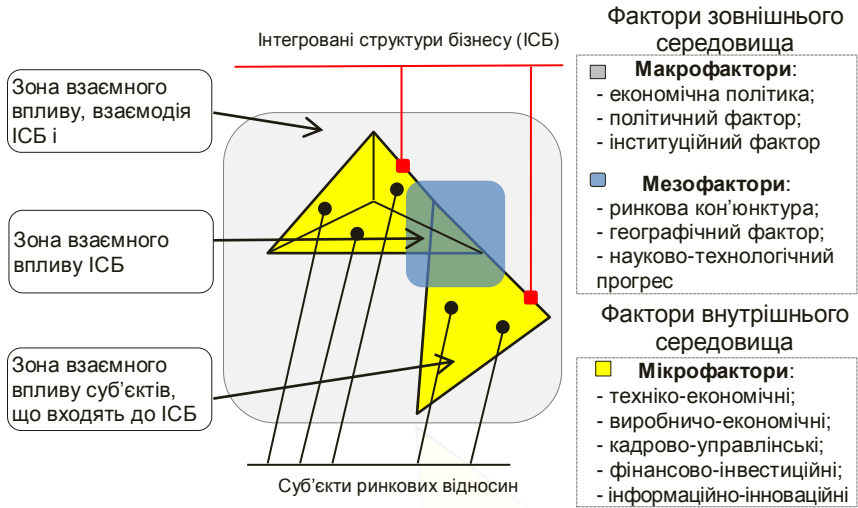 Інтегровані структури бізнесу (ІСБ)
Зона взаємного
впливу, взаємодія
ІСБ і
Зона взаємного
впливу ІСБ
Зона взаємного
впливу суб’єктів,
що входять до ІСБ
Суб’єкти ринкових відносин
Фактори зовнішнього
середовища
Макрофактори:
- економічна політика;
- політичний фактор;
- інституційний фактор
Мезофактори:
- ринкова кон’юнктура;
- географічний фактор;
- науково-технологічний
прогрес
Фактори внутрішнього
середовища
Мікрофактори:
- техніко-економічні;
- виробничо-економічні;
- кадрово-управлінські;
- фінансово-інвестиційні;
- інформаційно-інноваційні